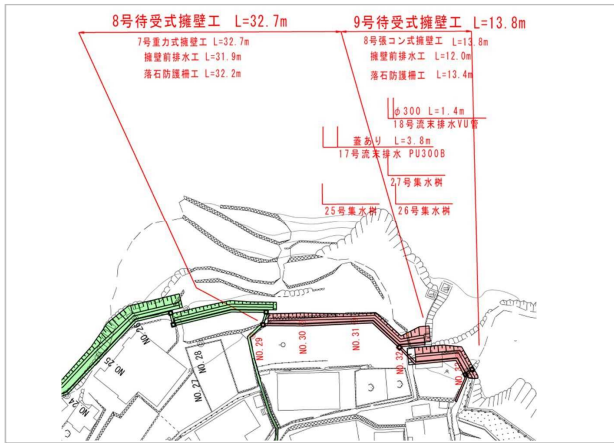 8号待受式擁壁工 L=32.7m
7号重力式擁壁工 L=32.7m
擁壁前排水工 L=31.9m
落石防護柵工 L=32.2m
9号待受式擁壁工 L=13.8m
8号張コン式擁壁工 L=13.8m
擁壁前排水工 L=12.0m
落石防護柵工 L=13.4m
φ300 L=1.4m
18号流末排水VU管
蓋あり L=3.8m
17号流末排水 PU300B
27号集水桝
25号集水桝
26号集水桝
NO.24
NO.25
NO.26
NO.27
NO.28
NO.29
NO.30
NO.31
NO.32